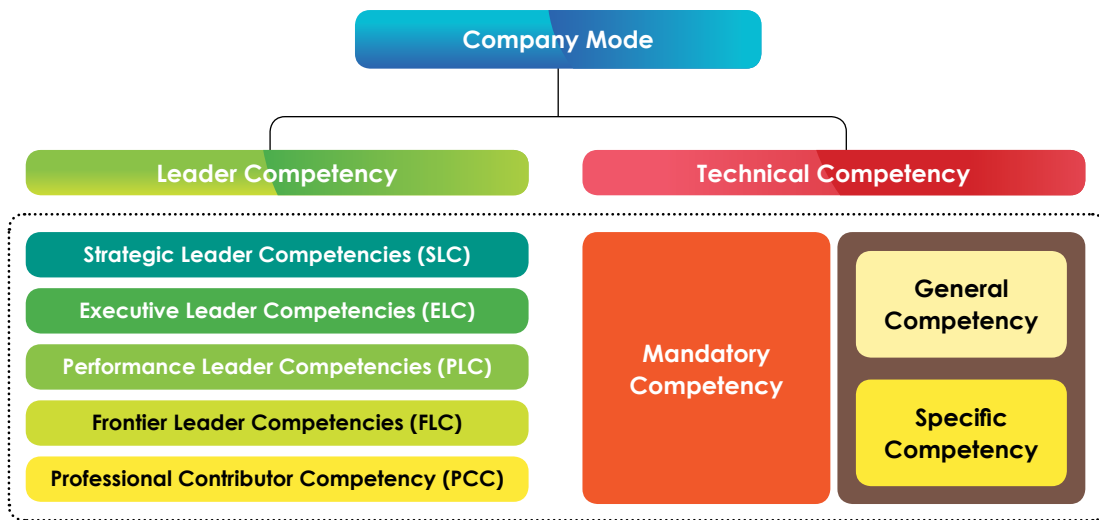 Company Mode
Leader Competency
Technical Competency
Strategic Leader Competencies (SLC)
Executive Leader Competencies (ELC)
Performance Leader Competencies (PLC)
Frontier Leader Competencies (FLC)
Professional Contributor Competency (PCC)
Mandatory
Competency
General
Competency
Specific
Competency